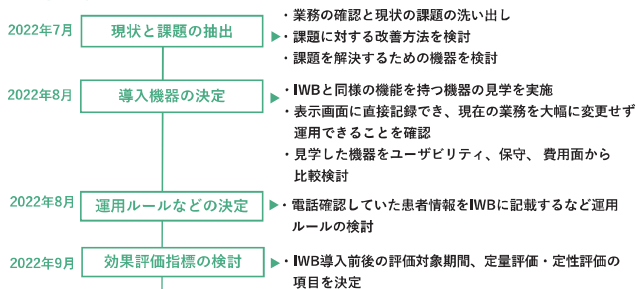 2022年7月
現状と課題の抽出
・業務の確認と現状の課題の洗い出し
・課題に対する改善方法を検討
・課題を解決するための機器を検討
2022年8月
導入機器の決定
・IWBと同様の機能を持つ機器の見学を実施
・表示画面に直接記録でき、現在の業務を大幅に変更せず
運用できることを確認
・見学した機器をユーザビリティ、保守、費用面から
比較検討
2022年8月
運用ルールなどの決定
・電話確認していた患者情報をIWBに記載するなど運用
ルールの検討
2022年9月
効果評価指標の検討
・IWB導入前後の評価対象期間、定量評価・定性評価の
項目を決定